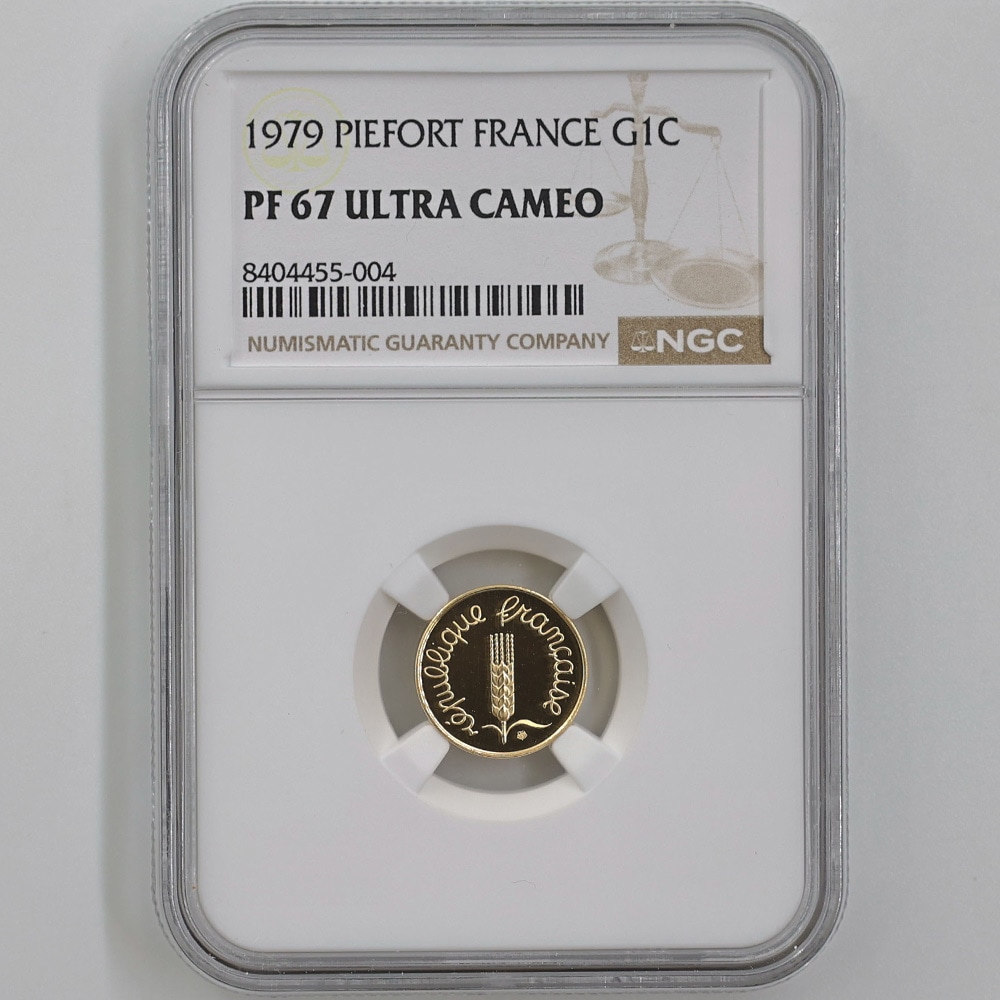 1979 PIEFORT FRANCE G1C
PF 67 ULTRA CAMEO
8404455-004
NUMISMATIC GUARANTY COMPANY
NGC
république française